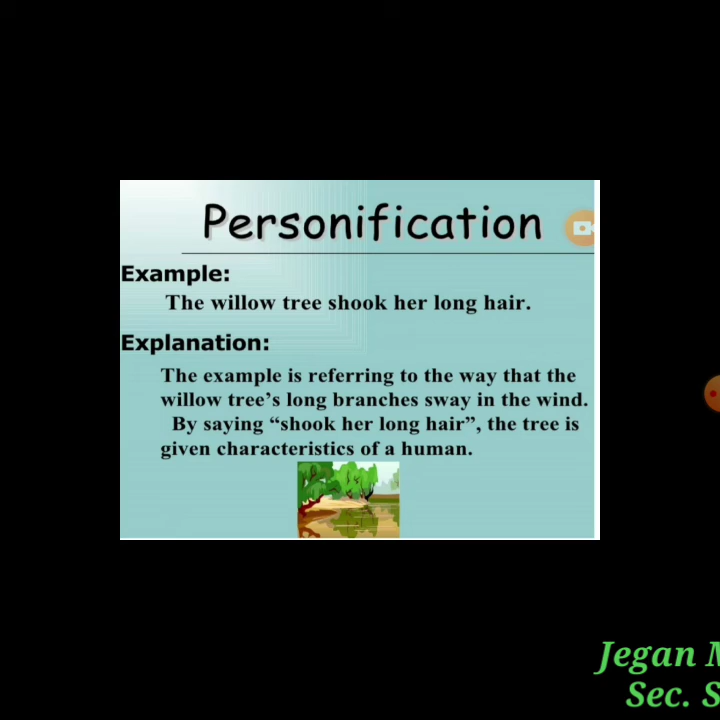 Personification
Example:
The willow tree shook her long hair.
Explanation:
The example is referring to the way that the
willow tree’s long branches sway in the wind.
By saying “shook her long hair”, the tree is
given characteristics of a human.
Jegan M
Sec. S